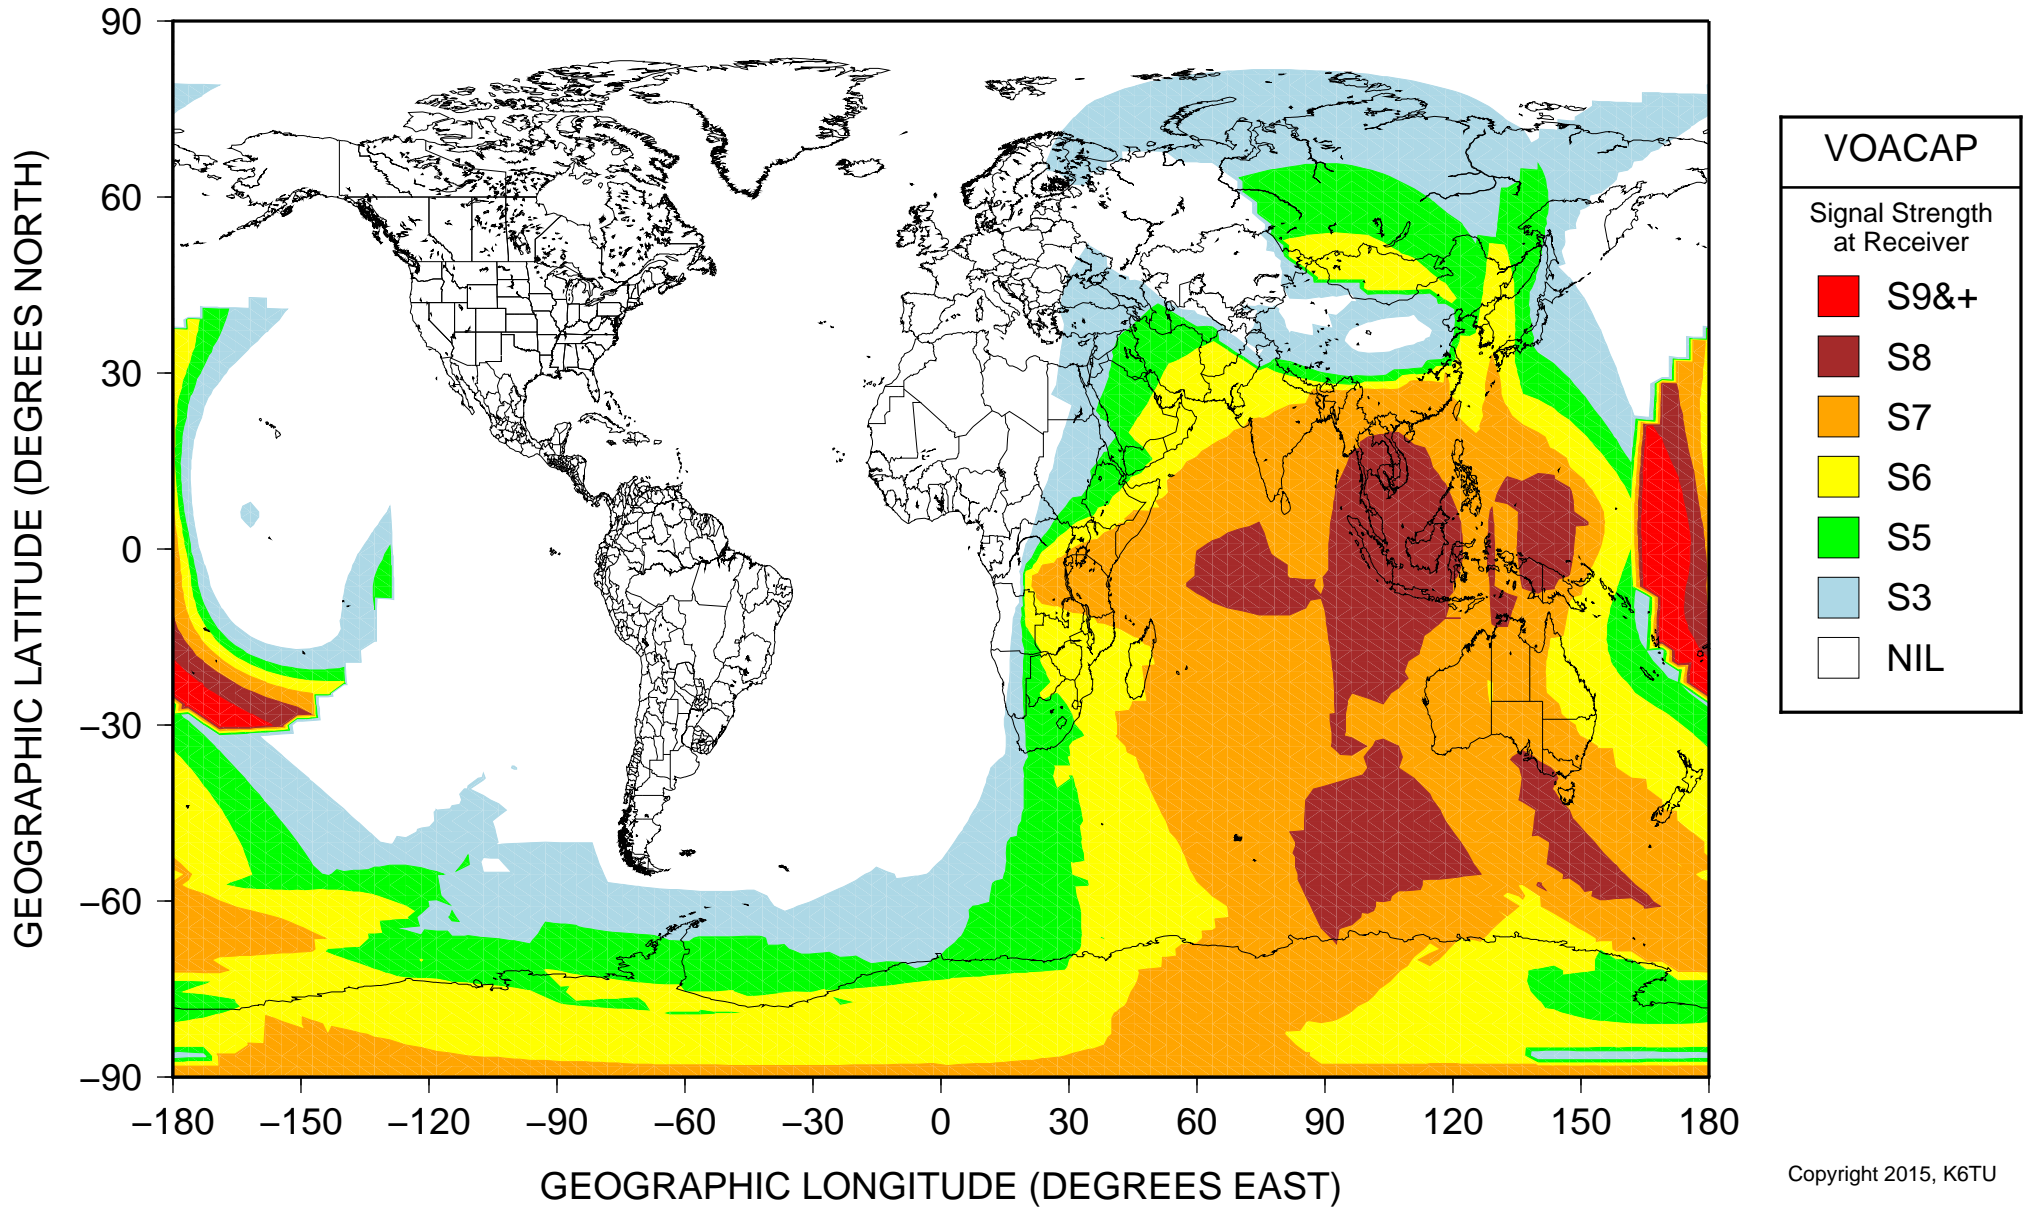 90
60
30
0
−30
−60
−90
GEOGRAPHIC LATITUDE (DEGREES NORTH)
−180
−150
−120
−90
−60
−30
0
30
60
90
120
150
180
GEOGRAPHIC LONGITUDE (DEGREES EAST)
VOACAP
Signal Strength
at Receiver
S9&+
S8
S7
S6
S5
S3
NIL
Copyright 2015, K6TU